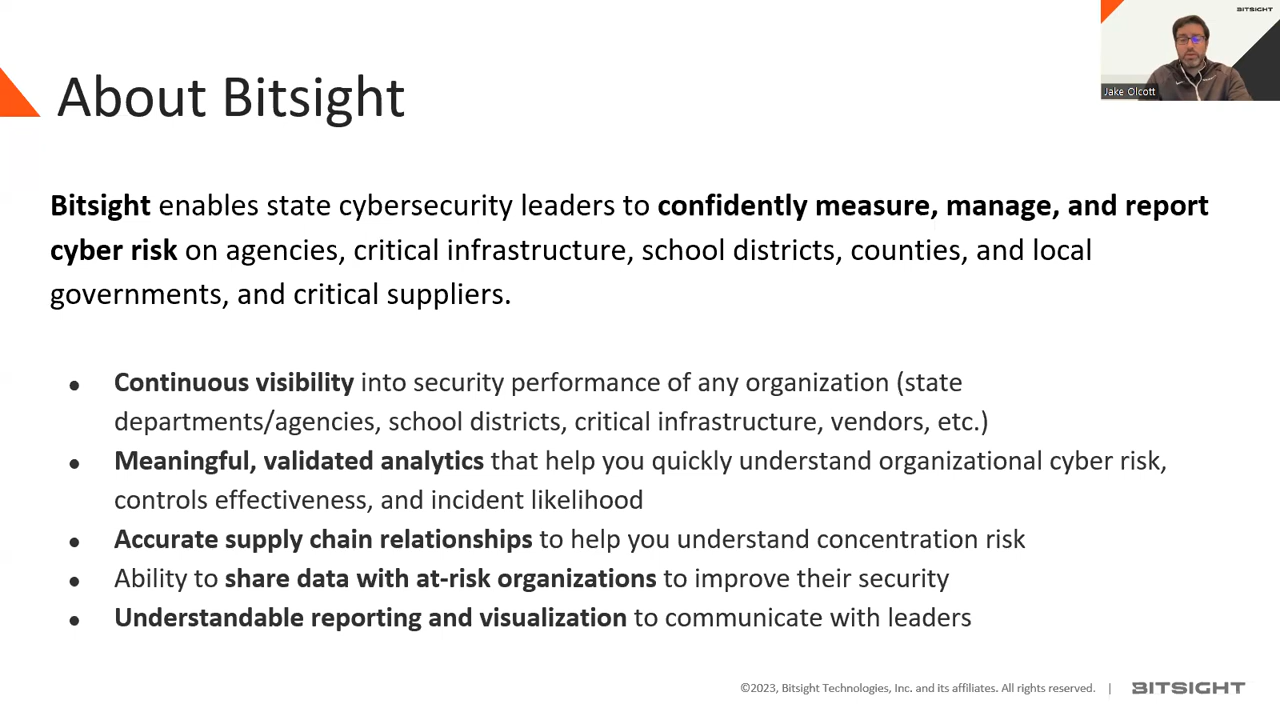 BITSIGHT
Jake Olcott
About Bitsight
Bitsight enables state cybersecurity leaders to confidently measure, manage, and report
cyber risk on agencies, critical infrastructure, school districts, counties, and local
governments, and critical suppliers.
● Continuous visibility into security performance of any organization (state
departments/agencies, school districts, critical infrastructure, vendors, etc.)
● Meaningful, validated analytics that help you quickly understand organizational cyber risk,
controls effectiveness, and incident likelihood
● Accurate supply chain relationships to help you understand concentration risk
● Ability to share data with at-risk organizations to improve their security
● Understandable reporting and visualization to communicate with leaders
©2023, Bitsight Technologies, Inc. and its affiliates. All rights reserved. | BITSIGHT